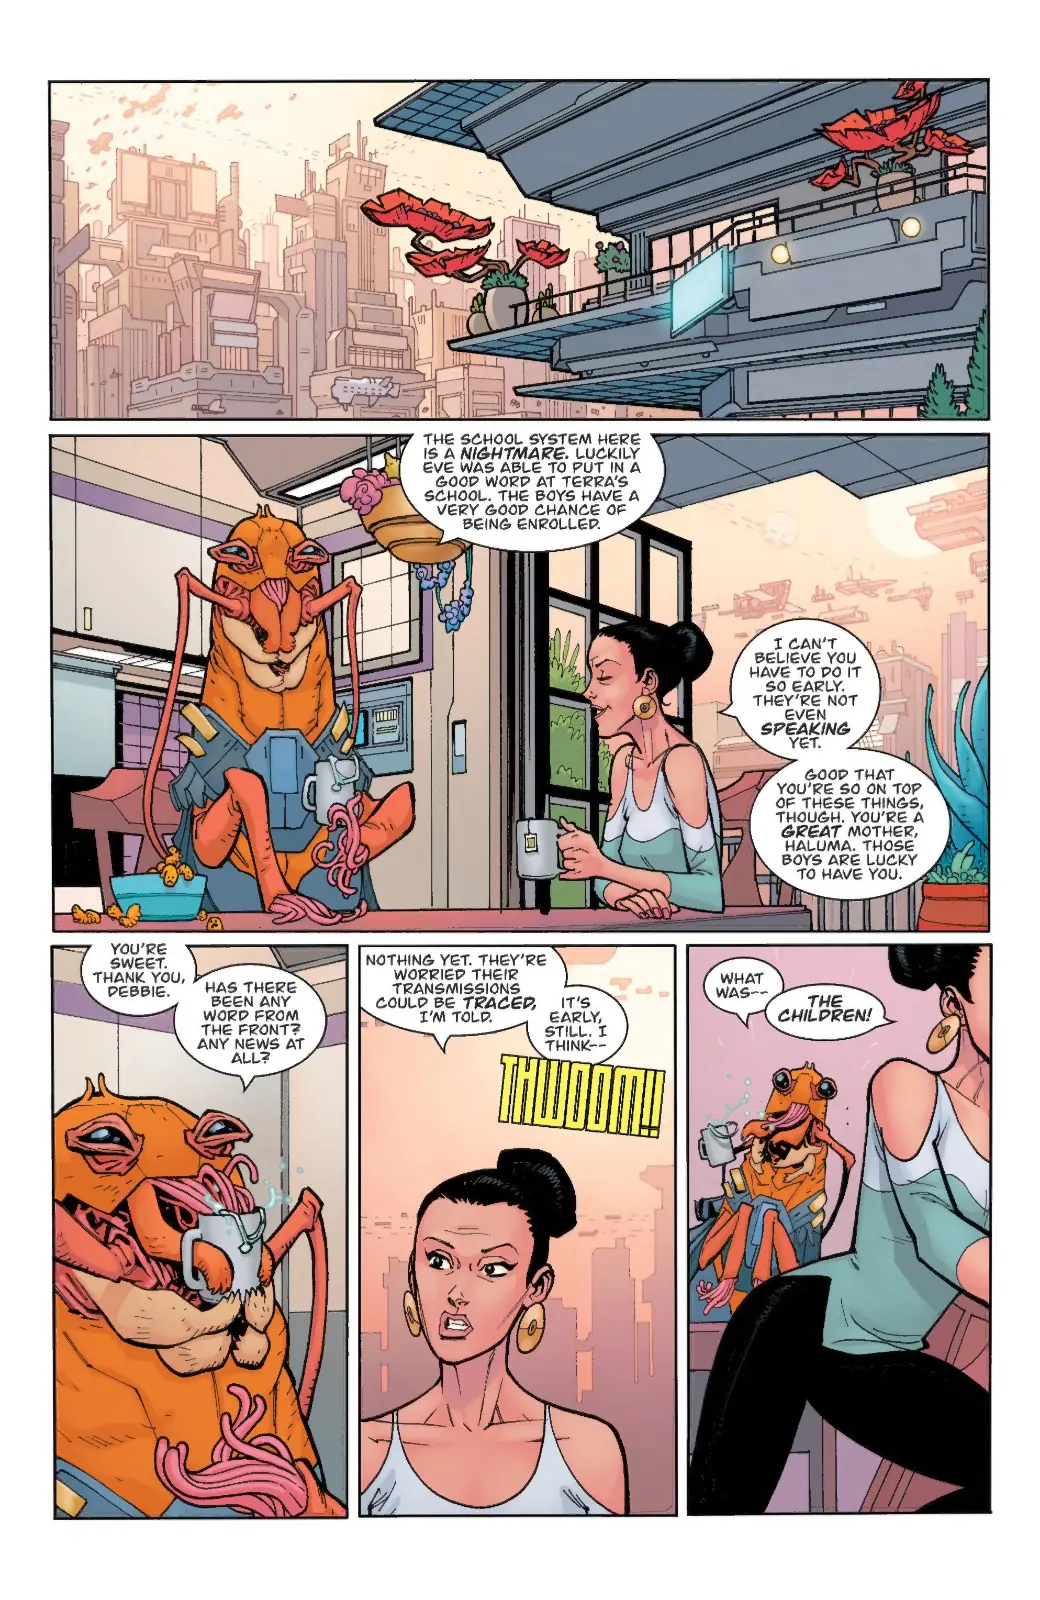 THE SCHOOL SYSTEM HERE
IS A NIGHTMARE. LUCKILY
EVE WAS ABLE TO PUT IN A
GOOD WORD AT TERRA'S
SCHOOL. THE BOYS HAVE A
VERY GOOD CHANCE OF
BEING ENROLLED.
I CAN'T
BELIEVE YOU
HAVE TO DO IT
SO EARLY.
THEY'RE NOT
EVEN
SPEAKING
YET.
GOOD THAT
YOU'RE SO ON TOP
OF THESE THINGS,
THOUGH. YOU'RE A
GREAT MOTHER,
HALUMA. THOSE
BOYS ARE LUCKY
TO HAVE YOU.
YOU'RE
SWEET.
THANK YOU,
DEBBIE.
HAS THERE
BEEN ANY
WORD FROM
THE FRONT?
ANY NEWS AT
ALL?
NOTHING YET. THEY'RE
WORRIED THEIR
TRANSMISSIONS
COULD BE TRACED,
I'M TOLD.
IT'S
EARLY,
STILL. I
THINK--
THWOOM!!
WHAT
WAS--
THE
CHILDREN!